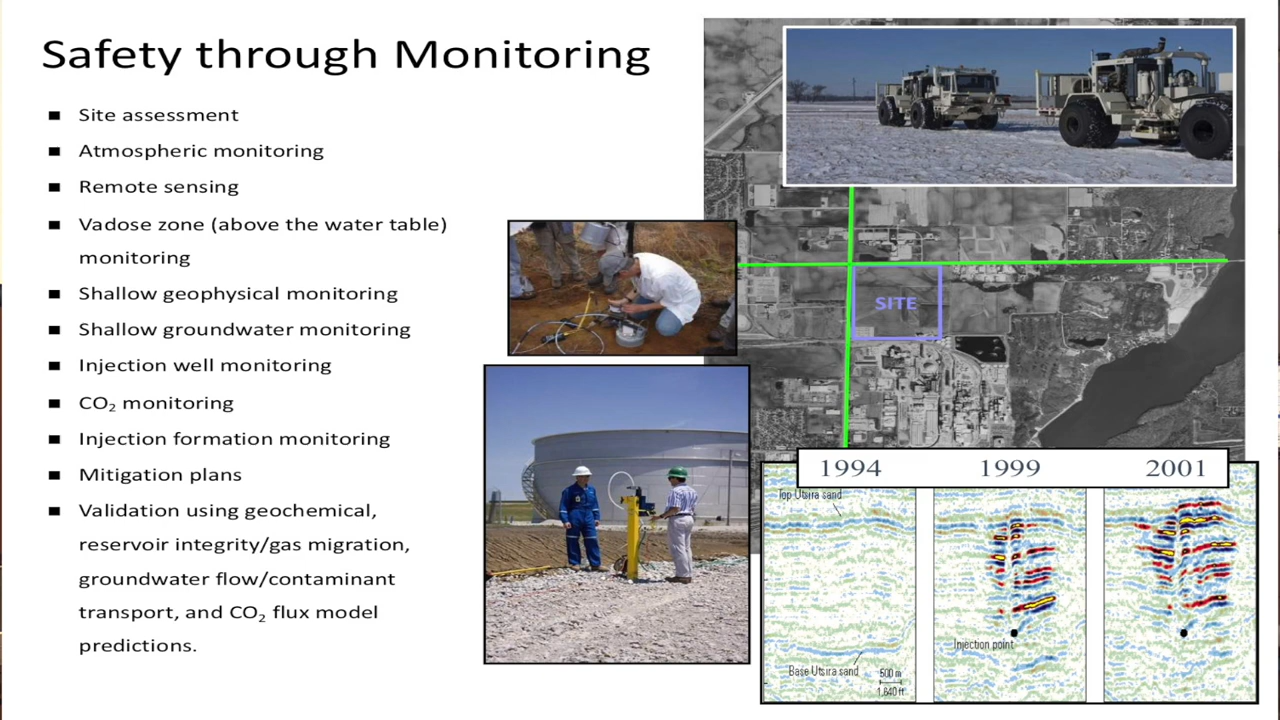 Safety through Monitoring
■ Site assessment
■ Atmospheric monitoring
■ Remote sensing
■ Vadose zone (above the water table)
monitoring
■ Shallow geophysical monitoring
■ Shallow groundwater monitoring
■ Injection well monitoring
■ CO₂ monitoring
■ Injection formation monitoring
■ Mitigation plans
■ Validation using geochemical,
reservoir integrity/gas migration,
groundwater flow/contaminant
transport, and CO₂ flux model
predictions.
SITE
1994 1999 2001
Top Utsira sand
Injection point
Base Utsira sand
500 m
1,640 ft